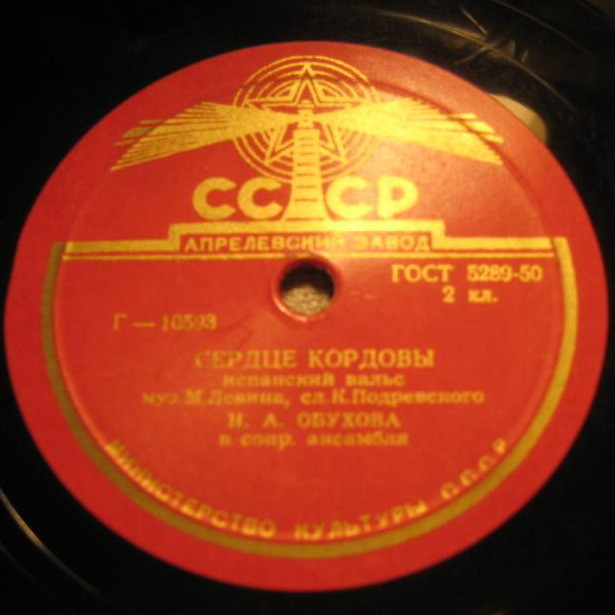 СССР
АПРЕЛЕВСКИЙ ЗАВОД
ГОСТ 5289-50
2 кл.
Г — 10593
СЕРДЦЕ КОРДОВЫ
испанский вальс
муз. М. Левина, сл. К. Подревского
Н. А. ОБУХОВА
в сопр. ансамбля
МИНИСТЕРСТВО КУЛЬТУРЫ С.С.С.Р